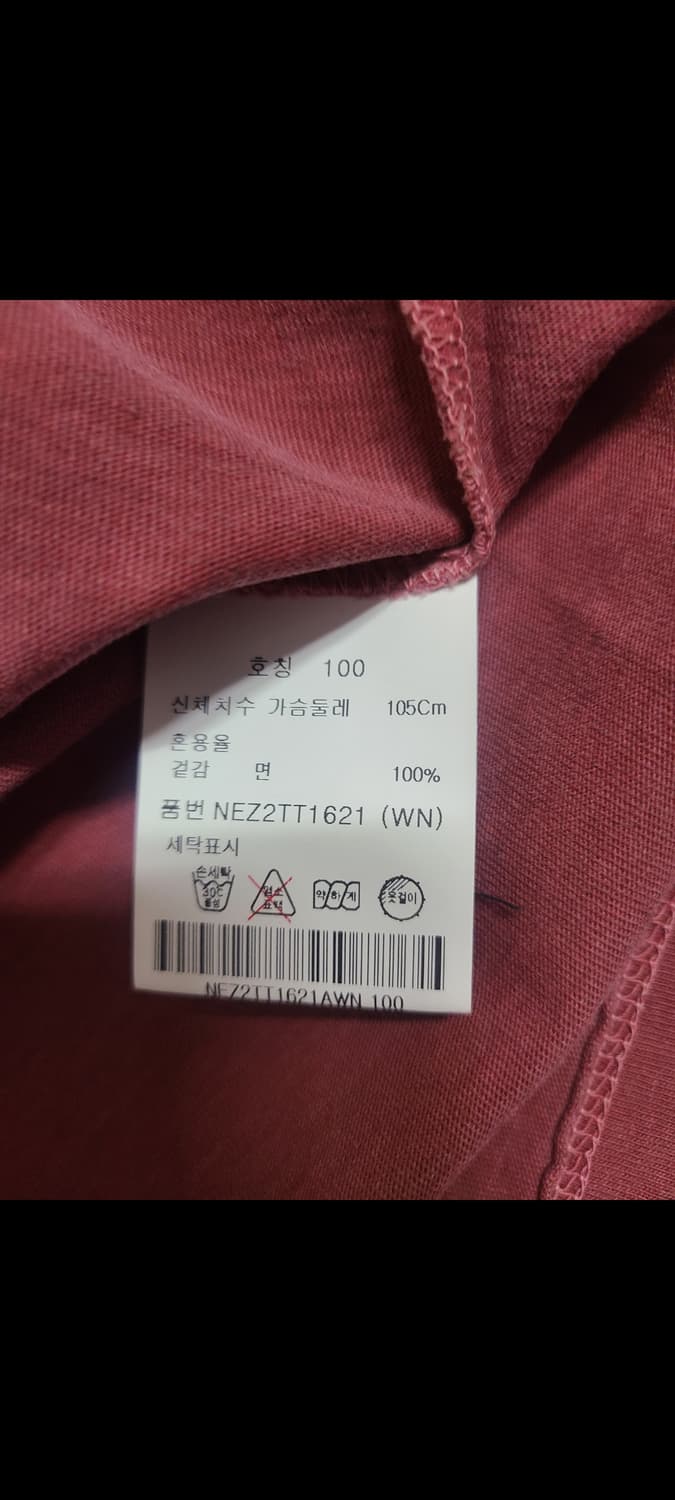 호칭 100
신체치수 가슴둘레 105Cm
혼용율
겉감 면 100%
품번 NEZ2TT1621 (WN)
세탁표시
손세탁 30℃ 중성
염소 표백
약하게
옷걸이
NEZ2TT1621AWN 100